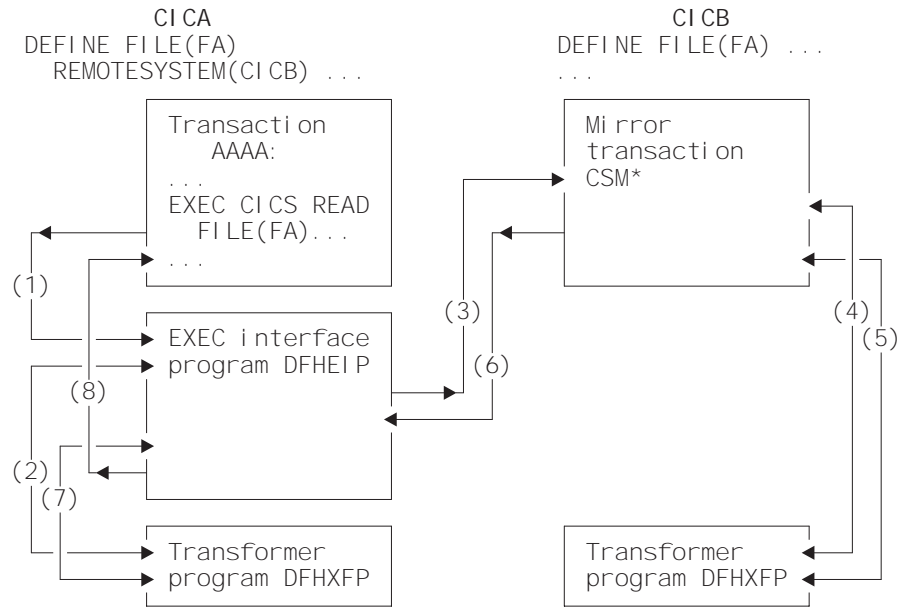 CICA
DEFINE FILE(FA)
REMOTESYSTEM(CICB) ...
CICB
DEFINE FILE(FA) ...
...
Transaction
AAAA:
...
EXEC CICS READ
FILE(FA)...
...
Mirror
transaction
CSM*
(1)
(3)
(4)
(5)
EXEC interface
program DFHEIP
(6)
(8)
(2)
(7)
Transformer
program DFHXFP
Transformer
program DFHXFP